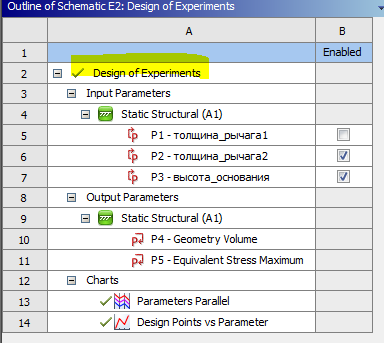 Outline of Schematic E2: Design of Experiments
A B
1 Enabled
2 Design of Experiments
3 Input Parameters
4 Static Structural (A1)
5 P1 - толщина_рычага1
6 P2 - толщина_рычага2
7 P3 - высота_основания
8 Output Parameters
9 Static Structural (A1)
10 P4 - Geometry Volume
11 P5 - Equivalent Stress Maximum
12 Charts
13 Parameters Parallel
14 Design Points vs Parameter